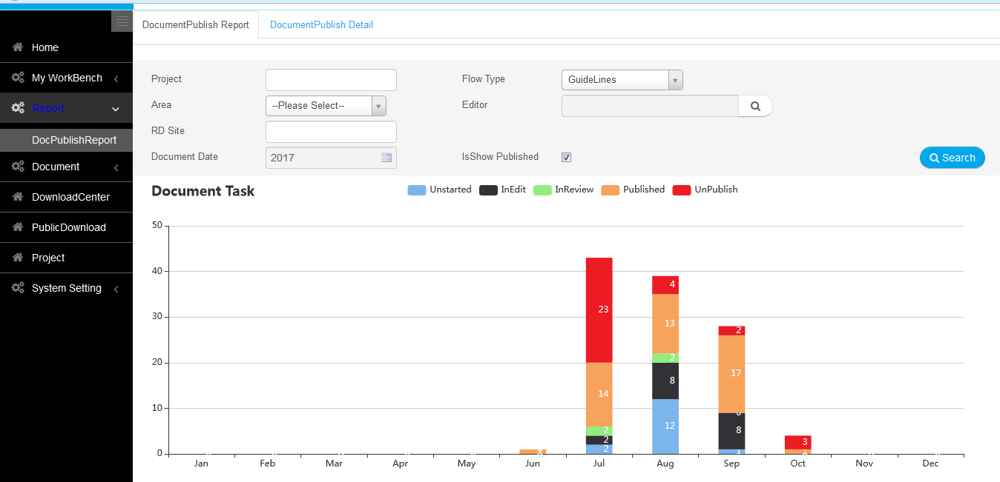 DocumentPublish Report
DocumentPublish Detail
Home
My WorkBench
Report
DocPublishReport
Document
DownloadCenter
PublicDownload
Project
System Setting
Project
Flow Type
GuideLines
Area
--Please Select--
Editor
RD Site
Document Date
2017
IsShow Published
Search
Document Task
Unstarted
InEdit
InReview
Published
UnPublish
50
40
30
20
10
0
23
14
2
2
2
4
13
2
8
12
2
17
8
1
3
1
Jan
Feb
Mar
Apr
May
Jun
Jul
Aug
Sep
Oct
Nov
Dec